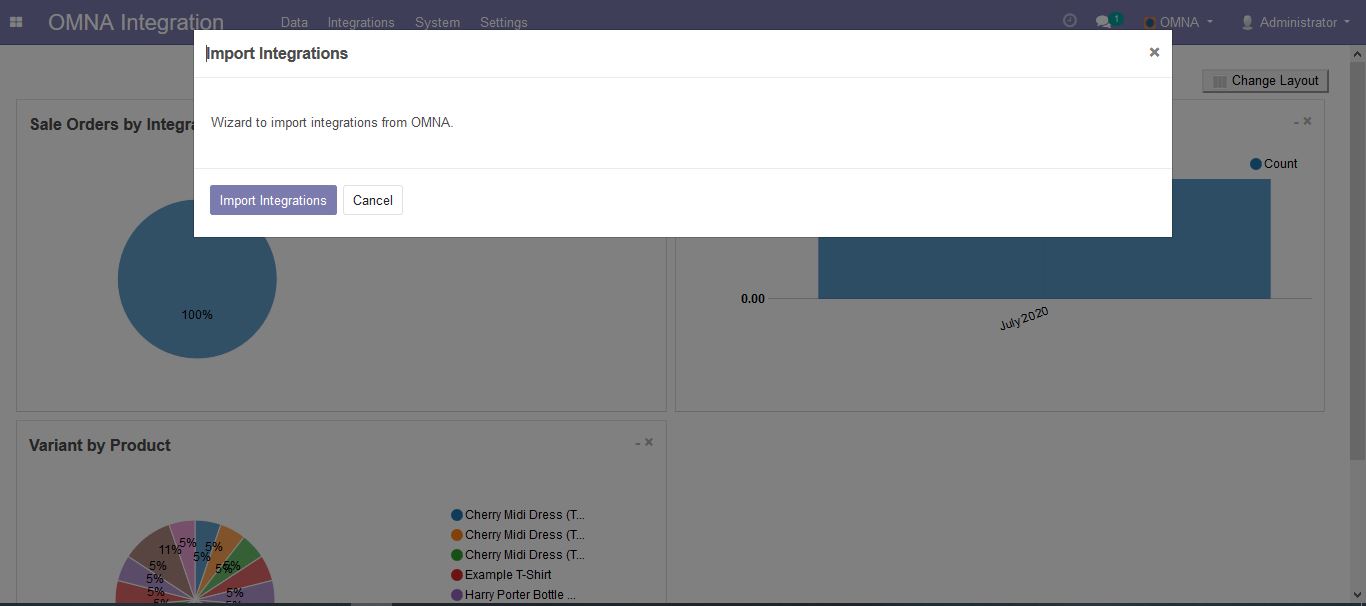 OMNA Integration Data Integrations System Settings 1 OMNA Administrator
Import Integrations
Wizard to import integrations from OMNA.
Import Integrations Cancel
Change Layout
Sale Orders by Integra
100%
Count
0.00
July 2020
Variant by Product
5%
5%
5%
11%
5%
5%
5%
5%
5%
5%
5%
5%
5%
Cherry Midi Dress (T...
Cherry Midi Dress (T...
Cherry Midi Dress (T...
Example T-Shirt
Harry Porter Bottle ...